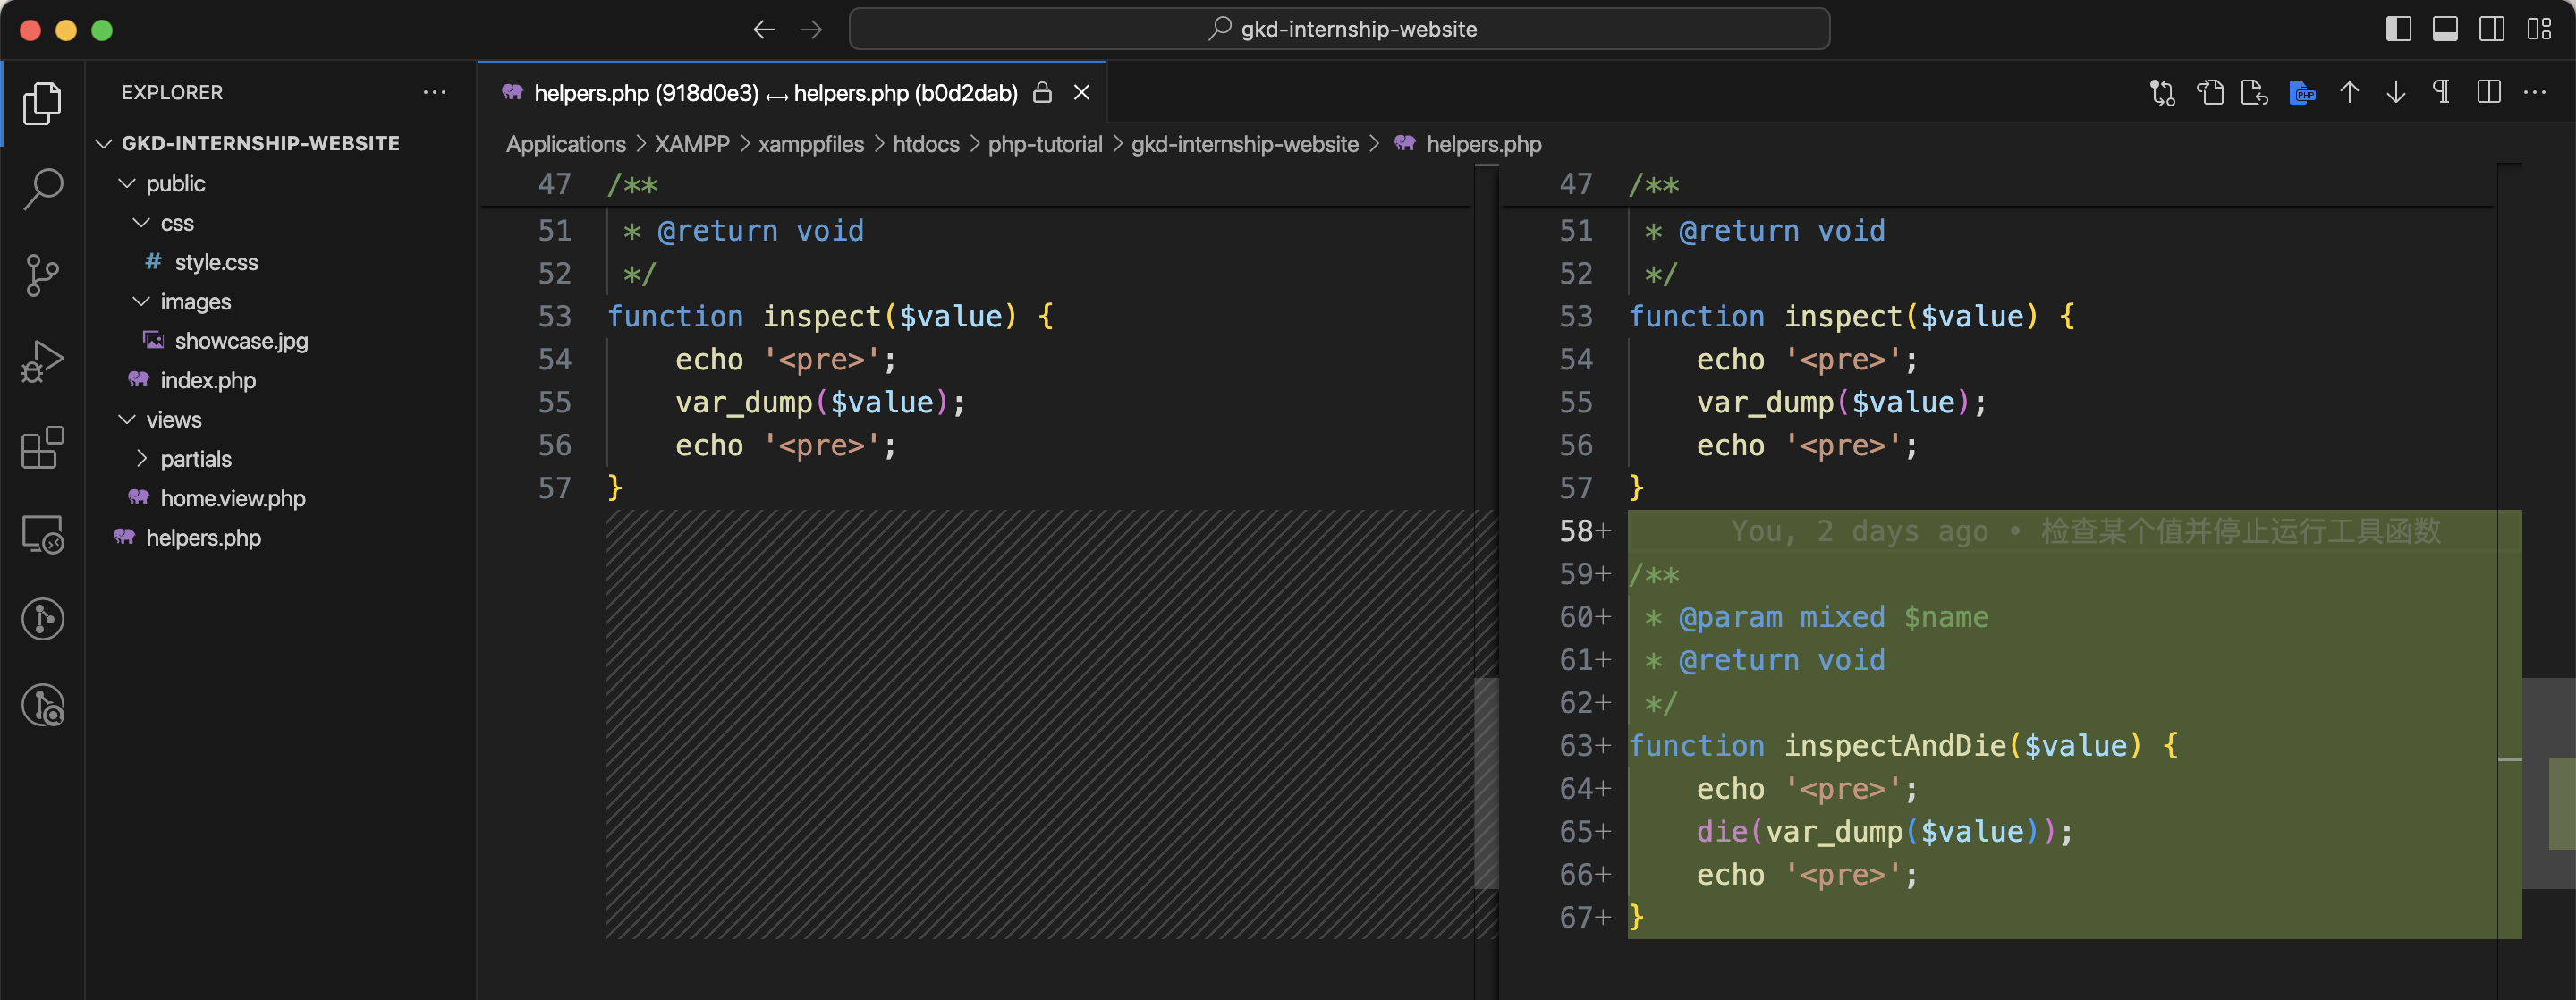 gkd-internship-website
EXPLORER
GKD-INTERNSHIP-WEBSITE
public
css
# style.css
images
showcase.jpg
index.php
views
partials
home.view.php
helpers.php
helpers.php (918d0e3) ↔ helpers.php (b0d2dab)
PHP
Applications > XAMPP > xamppfiles > htdocs > php-tutorial > gkd-internship-website > helpers.php
47 /**
51 * @return void
52 */
53 function inspect($value) {
54 echo '<pre>';
55 var_dump($value);
56 echo '<pre>';
57 }
47 /**
51 * @return void
52 */
53 function inspect($value) {
54 echo '<pre>';
55 var_dump($value);
56 echo '<pre>';
57 }
58+ You, 2 days ago • 检查某个值并停止运行工具函数
59+ /**
60+ * @param mixed $name
61+ * @return void
62+ */
63+ function inspectAndDie($value) {
64+ echo '<pre>';
65+ die(var_dump($value));
66+ echo '<pre>';
67+ }